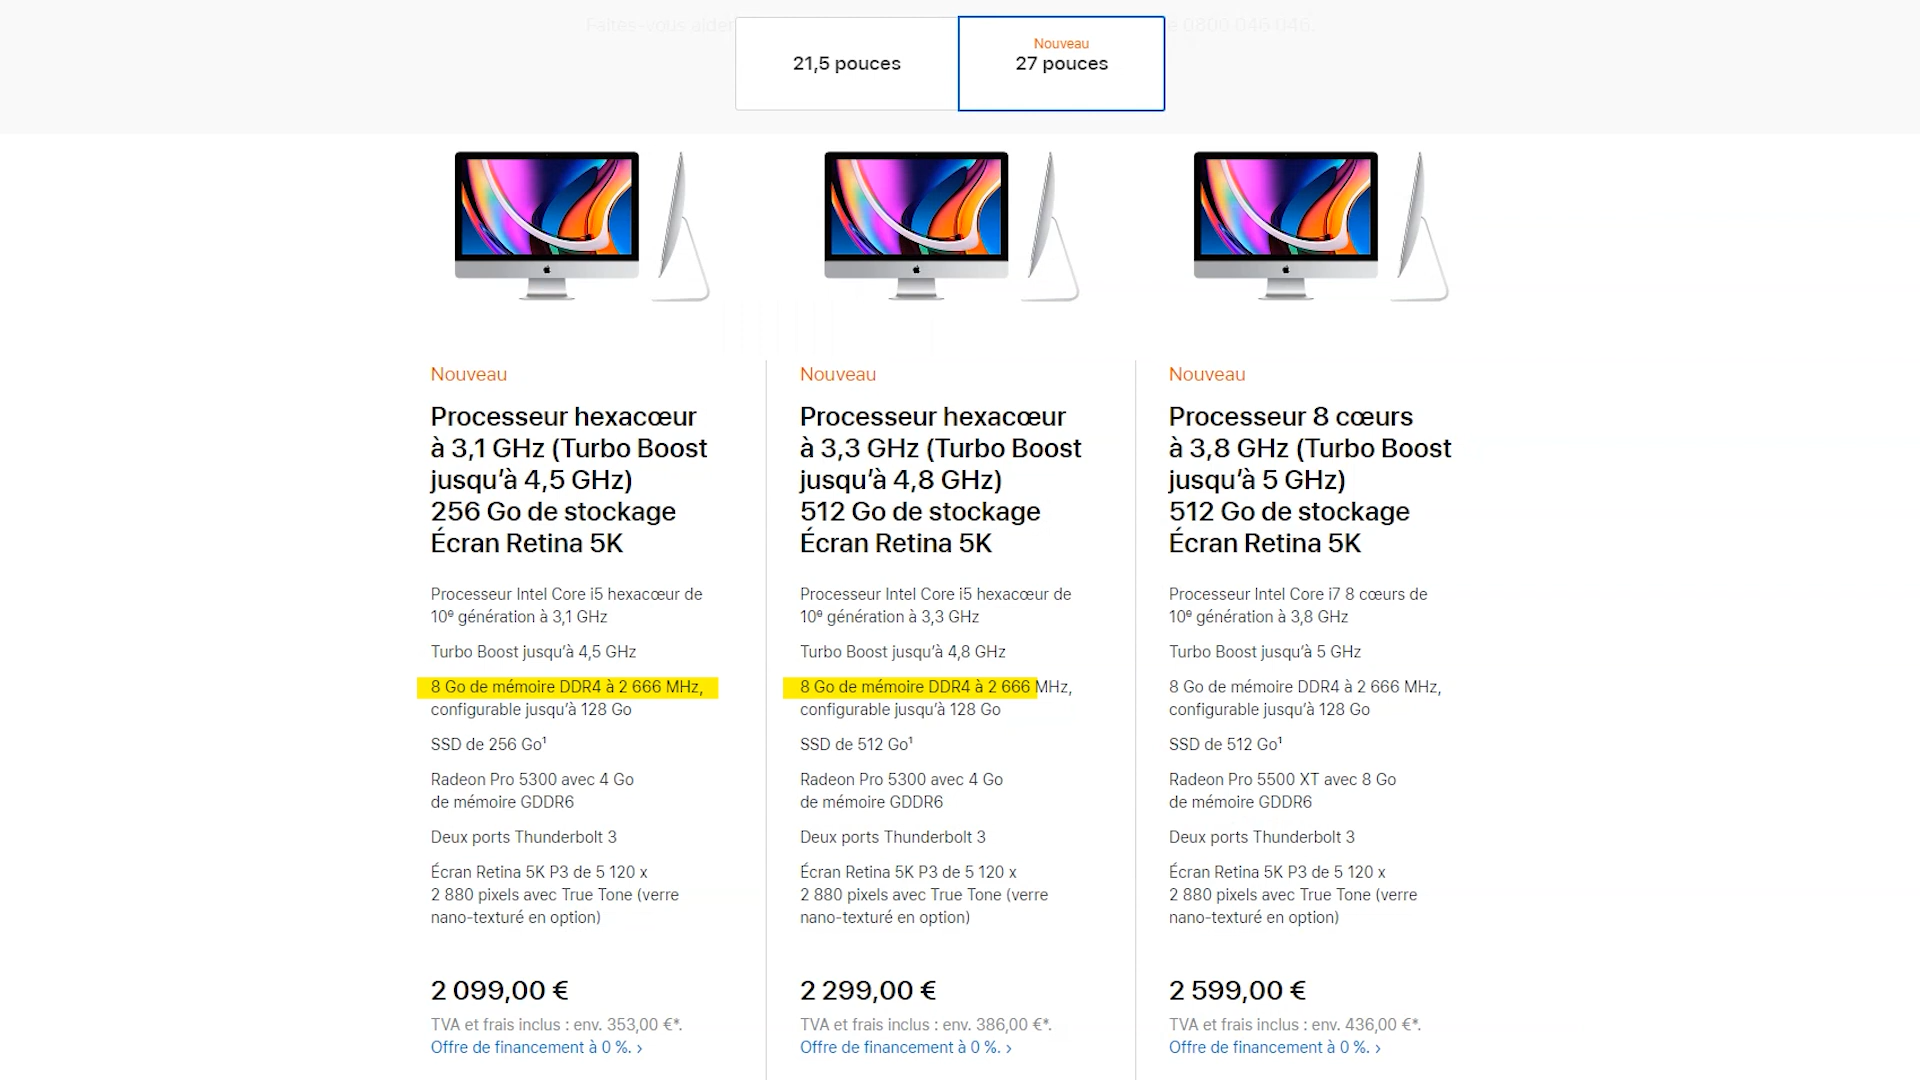 Faites-vous aider 0800 046 046.
21,5 pouces
Nouveau
27 pouces
Nouveau
Processeur hexacœur
à 3,1 GHz (Turbo Boost
jusqu’à 4,5 GHz)
256 Go de stockage
Écran Retina 5K
Processeur Intel Core i5 hexacœur de
10ᵉ génération à 3,1 GHz
Turbo Boost jusqu’à 4,5 GHz
8 Go de mémoire DDR4 à 2 666 MHz,
configurable jusqu’à 128 Go
SSD de 256 Go¹
Radeon Pro 5300 avec 4 Go
de mémoire GDDR6
Deux ports Thunderbolt 3
Écran Retina 5K P3 de 5 120 x
2 880 pixels avec True Tone (verre
nano-texturé en option)
2 099,00 €
TVA et frais inclus : env. 353,00 €*.
Offre de financement à 0 %. ›
Nouveau
Processeur hexacœur
à 3,3 GHz (Turbo Boost
jusqu’à 4,8 GHz)
512 Go de stockage
Écran Retina 5K
Processeur Intel Core i5 hexacœur de
10ᵉ génération à 3,3 GHz
Turbo Boost jusqu’à 4,8 GHz
8 Go de mémoire DDR4 à 2 666 MHz,
configurable jusqu’à 128 Go
SSD de 512 Go¹
Radeon Pro 5300 avec 4 Go
de mémoire GDDR6
Deux ports Thunderbolt 3
Écran Retina 5K P3 de 5 120 x
2 880 pixels avec True Tone (verre
nano-texturé en option)
2 299,00 €
TVA et frais inclus : env. 386,00 €*.
Offre de financement à 0 %. ›
Nouveau
Processeur 8 cœurs
à 3,8 GHz (Turbo Boost
jusqu’à 5 GHz)
512 Go de stockage
Écran Retina 5K
Processeur Intel Core i7 8 cœurs de
10ᵉ génération à 3,8 GHz
Turbo Boost jusqu’à 5 GHz
8 Go de mémoire DDR4 à 2 666 MHz,
configurable jusqu’à 128 Go
SSD de 512 Go¹
Radeon Pro 5500 XT avec 8 Go
de mémoire GDDR6
Deux ports Thunderbolt 3
Écran Retina 5K P3 de 5 120 x
2 880 pixels avec True Tone (verre
nano-texturé en option)
2 599,00 €
TVA et frais inclus : env. 436,00 €*.
Offre de financement à 0 %. ›